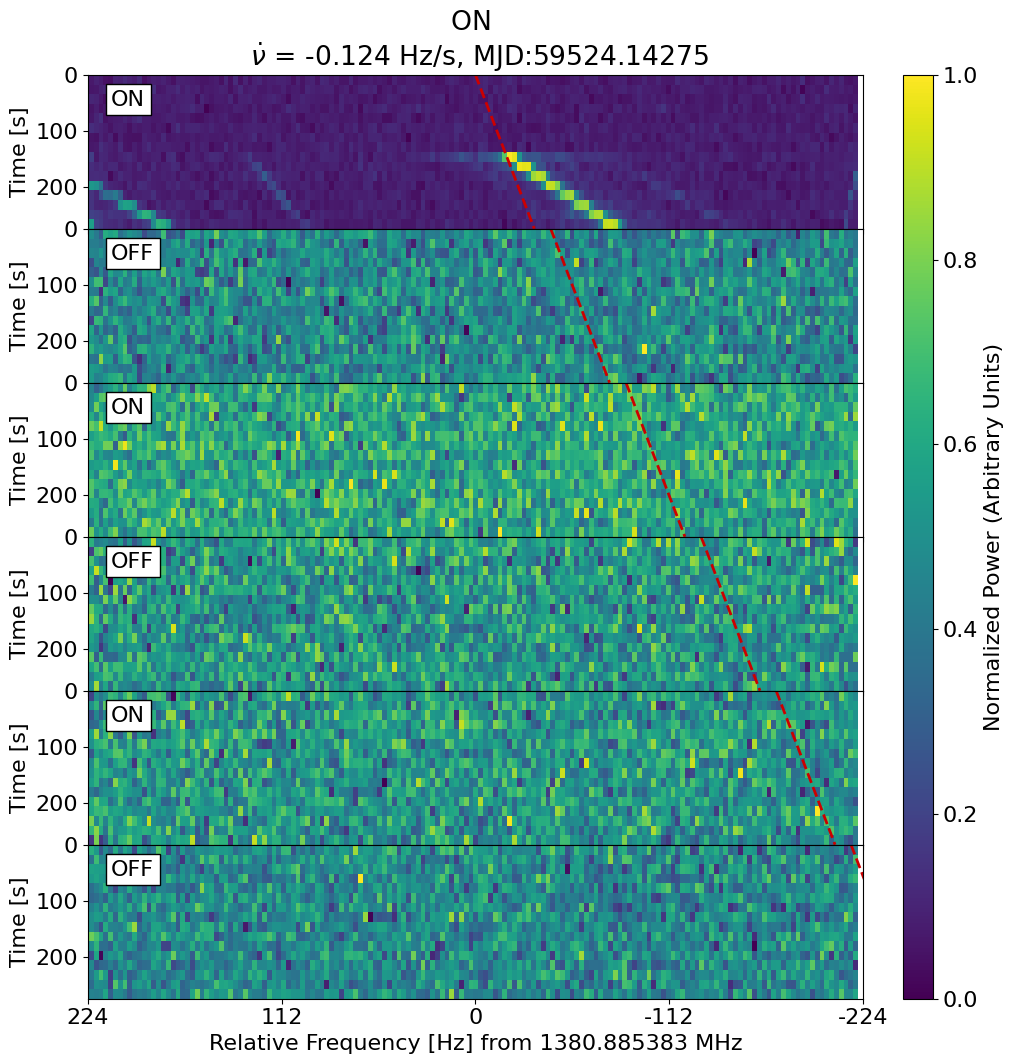 ON
ν̇ = -0.124 Hz/s, MJD:59524.14275
0
100
200
Time [s]
ON
0
100
200
Time [s]
OFF
0
100
200
Time [s]
ON
0
100
200
Time [s]
OFF
0
100
200
Time [s]
ON
0
100
200
Time [s]
OFF
224 112 0 -112 -224
Relative Frequency [Hz] from 1380.885383 MHz
1.0
0.8
0.6
0.4
0.2
0.0
Normalized Power (Arbitrary Units)